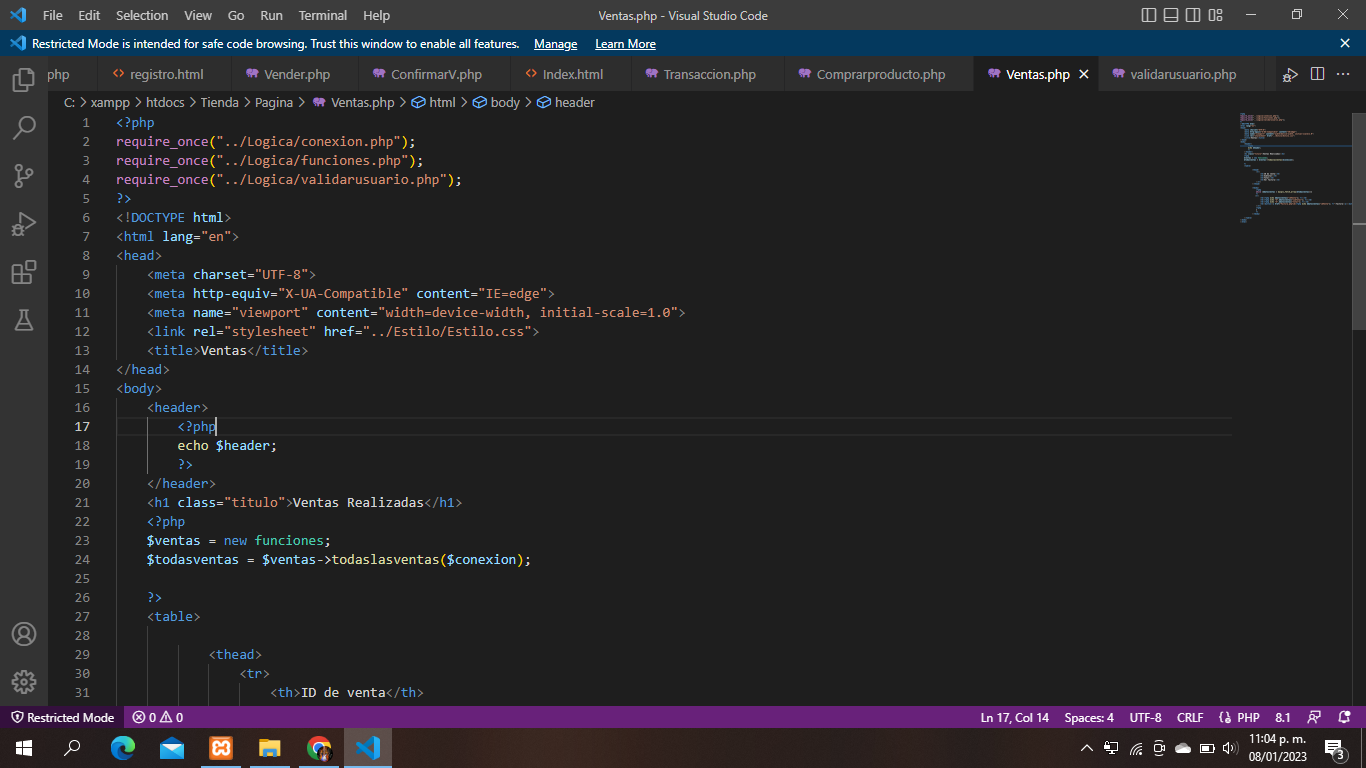 File Edit Selection View Go Run Terminal Help Ventas.php - Visual Studio Code
Restricted Mode is intended for safe code browsing. Trust this window to enable all features. Manage Learn More
php registro.html Vender.php ConfirmarV.php Index.html Transaccion.php Comprarproducto.php Ventas.php validarusuario.php
C: > xampp > htdocs > Tienda > Pagina > Ventas.php > html > body > header
1 <?php
2 require_once("../Logica/conexion.php");
3 require_once("../Logica/funciones.php");
4 require_once("../Logica/validarusuario.php");
5 ?>
6 <!DOCTYPE html>
7 <html lang="en">
8 <head>
9 <meta charset="UTF-8">
10 <meta http-equiv="X-UA-Compatible" content="IE=edge">
11 <meta name="viewport" content="width=device-width, initial-scale=1.0">
12 <link rel="stylesheet" href="../Estilo/Estilo.css">
13 <title>Ventas</title>
14 </head>
15 <body>
16 <header>
17 <?php
18 echo $header;
19 ?>
20 </header>
21 <h1 class="titulo">Ventas Realizadas</h1>
22 <?php
23 $ventas = new funciones;
24 $todasventas = $ventas->todaslasventas($conexion);
25
26 ?>
27 <table>
28
29 <thead>
30 <tr>
31 <th>ID de venta</th>
Restricted Mode 0 0 Ln 17, Col 14 Spaces: 4 UTF-8 CRLF PHP 8.1
11:04 p. m.
08/01/2023
3